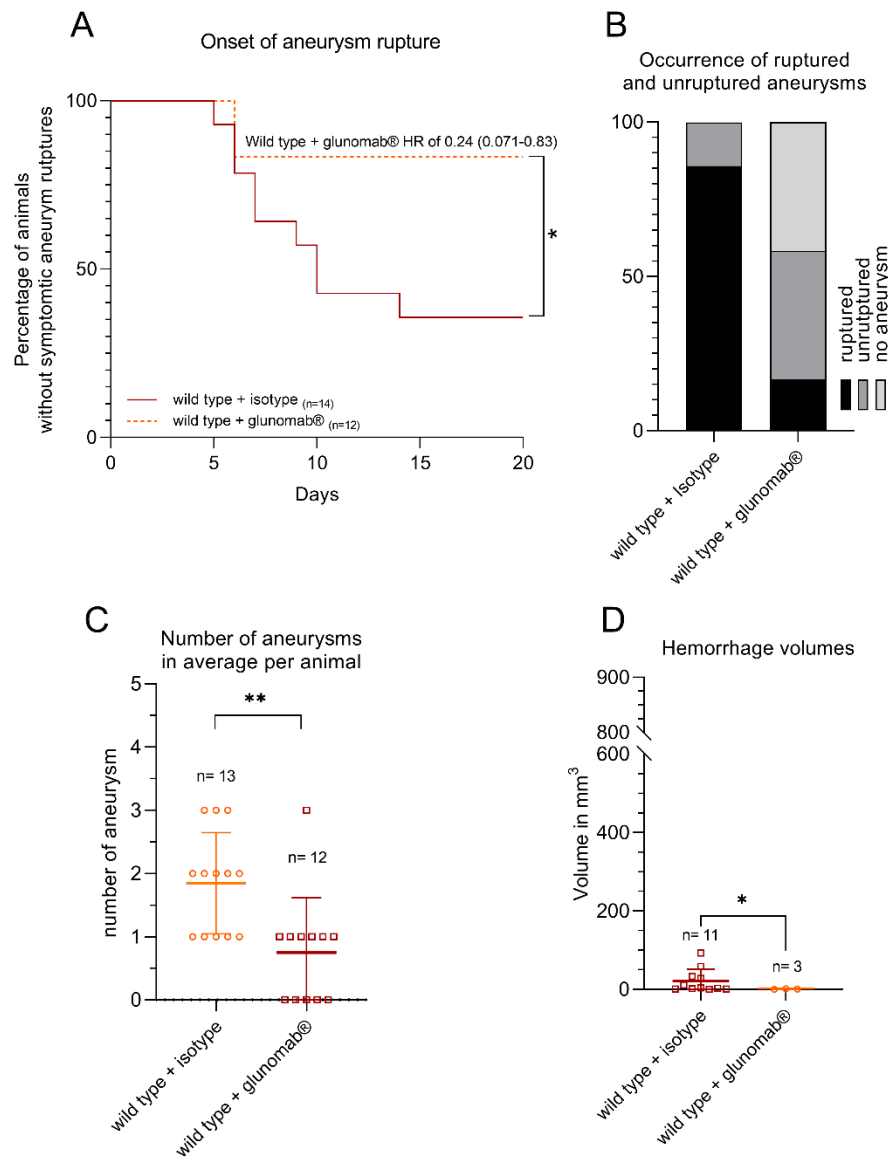 A
Onset of aneurysm rupture
Percentage of animals
without symptomtic aneurym rutptures
100
50
0
Wild type + glunomab® HR of 0.24 (0.071-0.83)
*
wild type + isotype (n=14)
wild type + glunomab® (n=12)
0 5 10 15 20
Days
B
Occurrence of ruptured
and unruptured aneurysms
100
50
0
ruptured
unrutptured
no aneurysm
wild type + Isotype
wild type + glunomab®
C
Number of aneurysms
in average per animal
number of aneurysm
5
4
3
2
1
0
**
n= 13
n= 12
wild type + isotype
wild type + glunomab®
D
Hemorrhage volumes
Volume in mm³
900
800
600
400
200
0
*
n= 11
n= 3
wild type + isotype
wild type + glunomab®